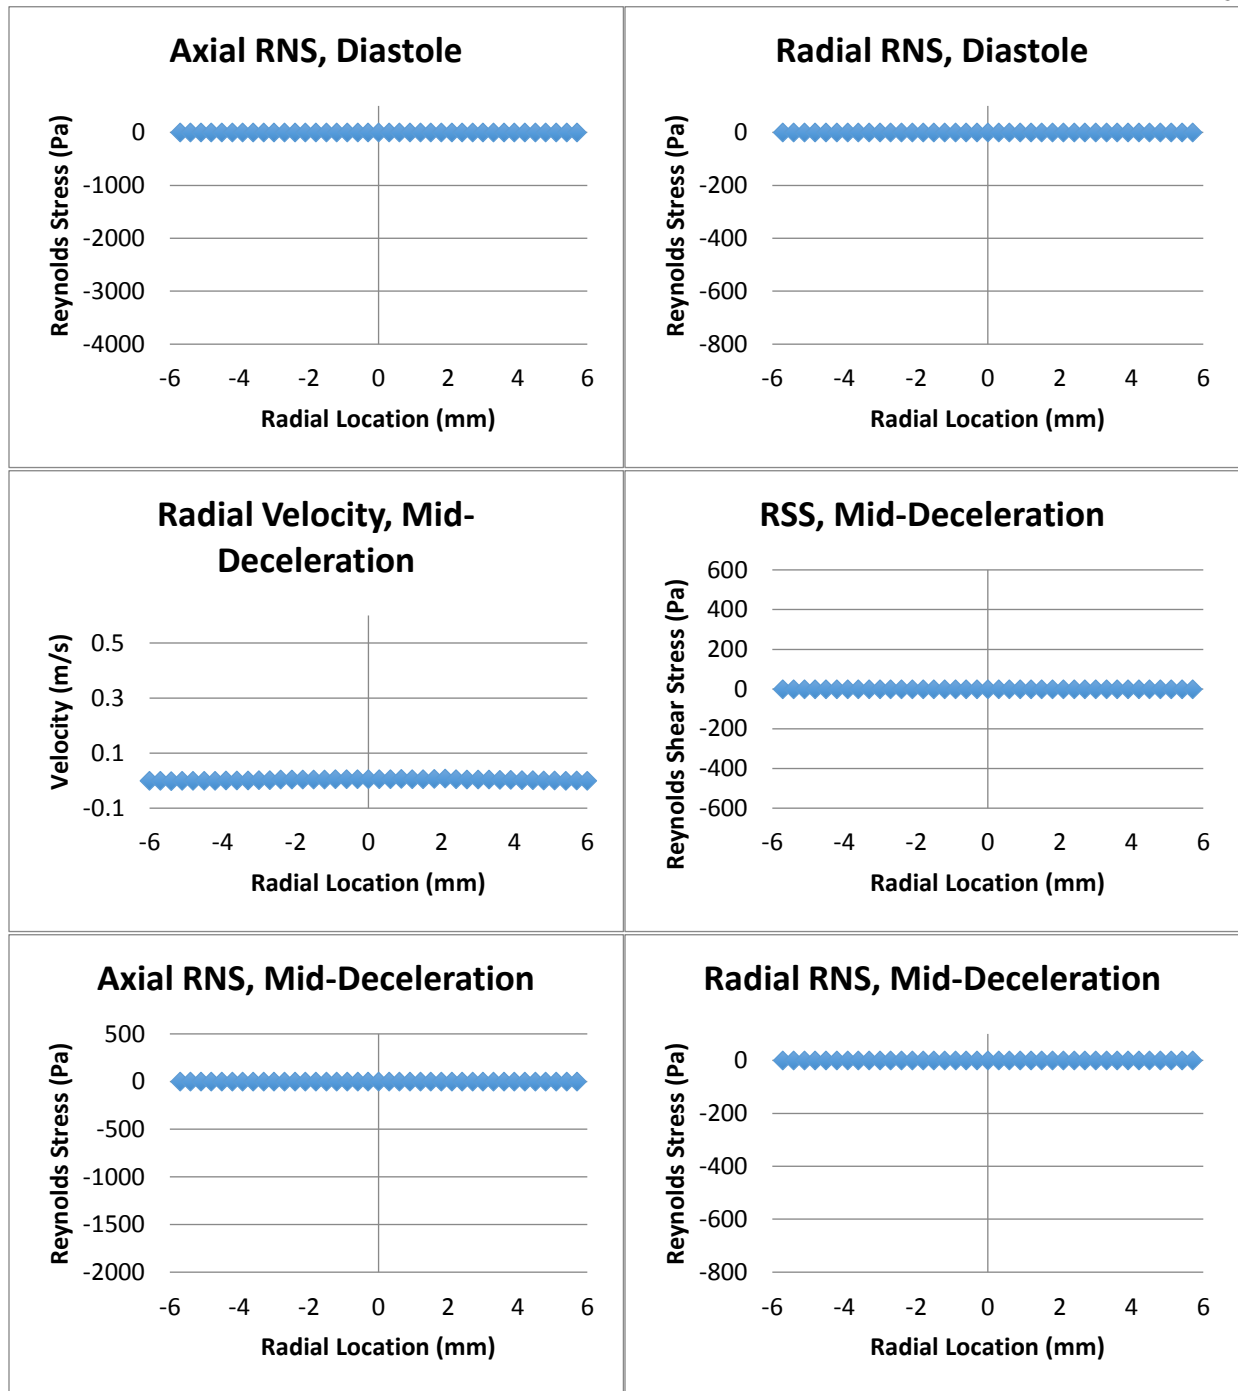 Axial RNS, Diastole
Reynolds Stress (Pa)
0
-1000
-2000
-3000
-4000
-6 -4 -2 0 2 4 6
Radial Location (mm)
Radial RNS, Diastole
Reynolds Stress (Pa)
0
-200
-400
-600
-800
-6 -4 -2 0 2 4 6
Radial Location (mm)
Radial Velocity, Mid-
Deceleration
Velocity (m/s)
0.5
0.3
0.1
-0.1
-6 -4 -2 0 2 4 6
Radial Location (mm)
RSS, Mid-Deceleration
Reynolds Shear Stress (Pa)
600
400
200
0
-200
-400
-600
-6 -4 -2 0 2 4 6
Radial Location (mm)
Axial RNS, Mid-Deceleration
Reynolds Stress (Pa)
500
0
-500
-1000
-1500
-2000
-6 -4 -2 0 2 4 6
Radial Location (mm)
Radial RNS, Mid-Deceleration
Reynolds Stress (Pa)
0
-200
-400
-600
-800
-6 -4 -2 0 2 4 6
Radial Location (mm)